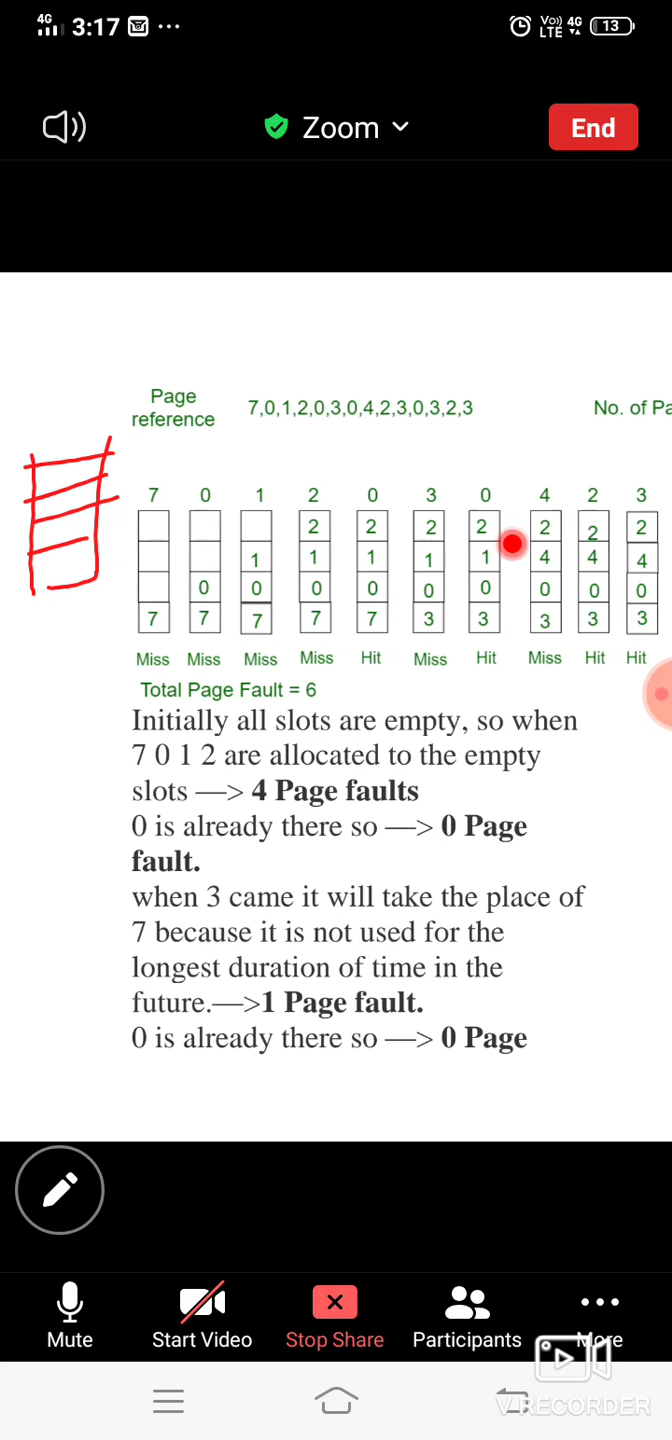 4G 3:17 ··· Vo)) LTE 4G 13
Zoom End
Page
reference 7,0,1,2,0,3,0,4,2,3,0,3,2,3 No. of Pa
7 0 1 2 0 3 0 4 2 3
2 2 2 2 2 2 2
1 1 1 1 1 4 4 4
0 0 0 0 0 0 0 0 0
7 7 7 7 7 3 3 3 3 3
Miss Miss Miss Miss Hit Miss Hit Miss Hit Hit
Total Page Fault = 6
Initially all slots are empty, so when
7 0 1 2 are allocated to the empty
slots —> 4 Page faults
0 is already there so —> 0 Page
fault.
when 3 came it will take the place of
7 because it is not used for the
longest duration of time in the
future.—>1 Page fault.
0 is already there so —> 0 Page
Mute Start Video Stop Share Participants More
V.RECORDER